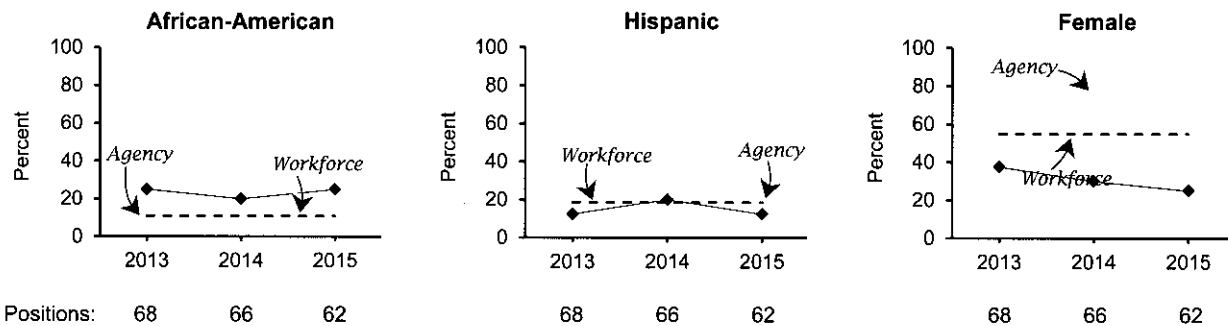 African-American
Hispanic
Female
100
80
60
40
20
0
Percent
Agency
Workforce
2013 2014 2015
100
80
60
40
20
0
Percent
Workforce
Agency
2013 2014 2015
100
80
60
40
20
0
Percent
Agency
Workforce
2013 2014 2015
Positions: 68 66 62
68 66 62
68 66 62